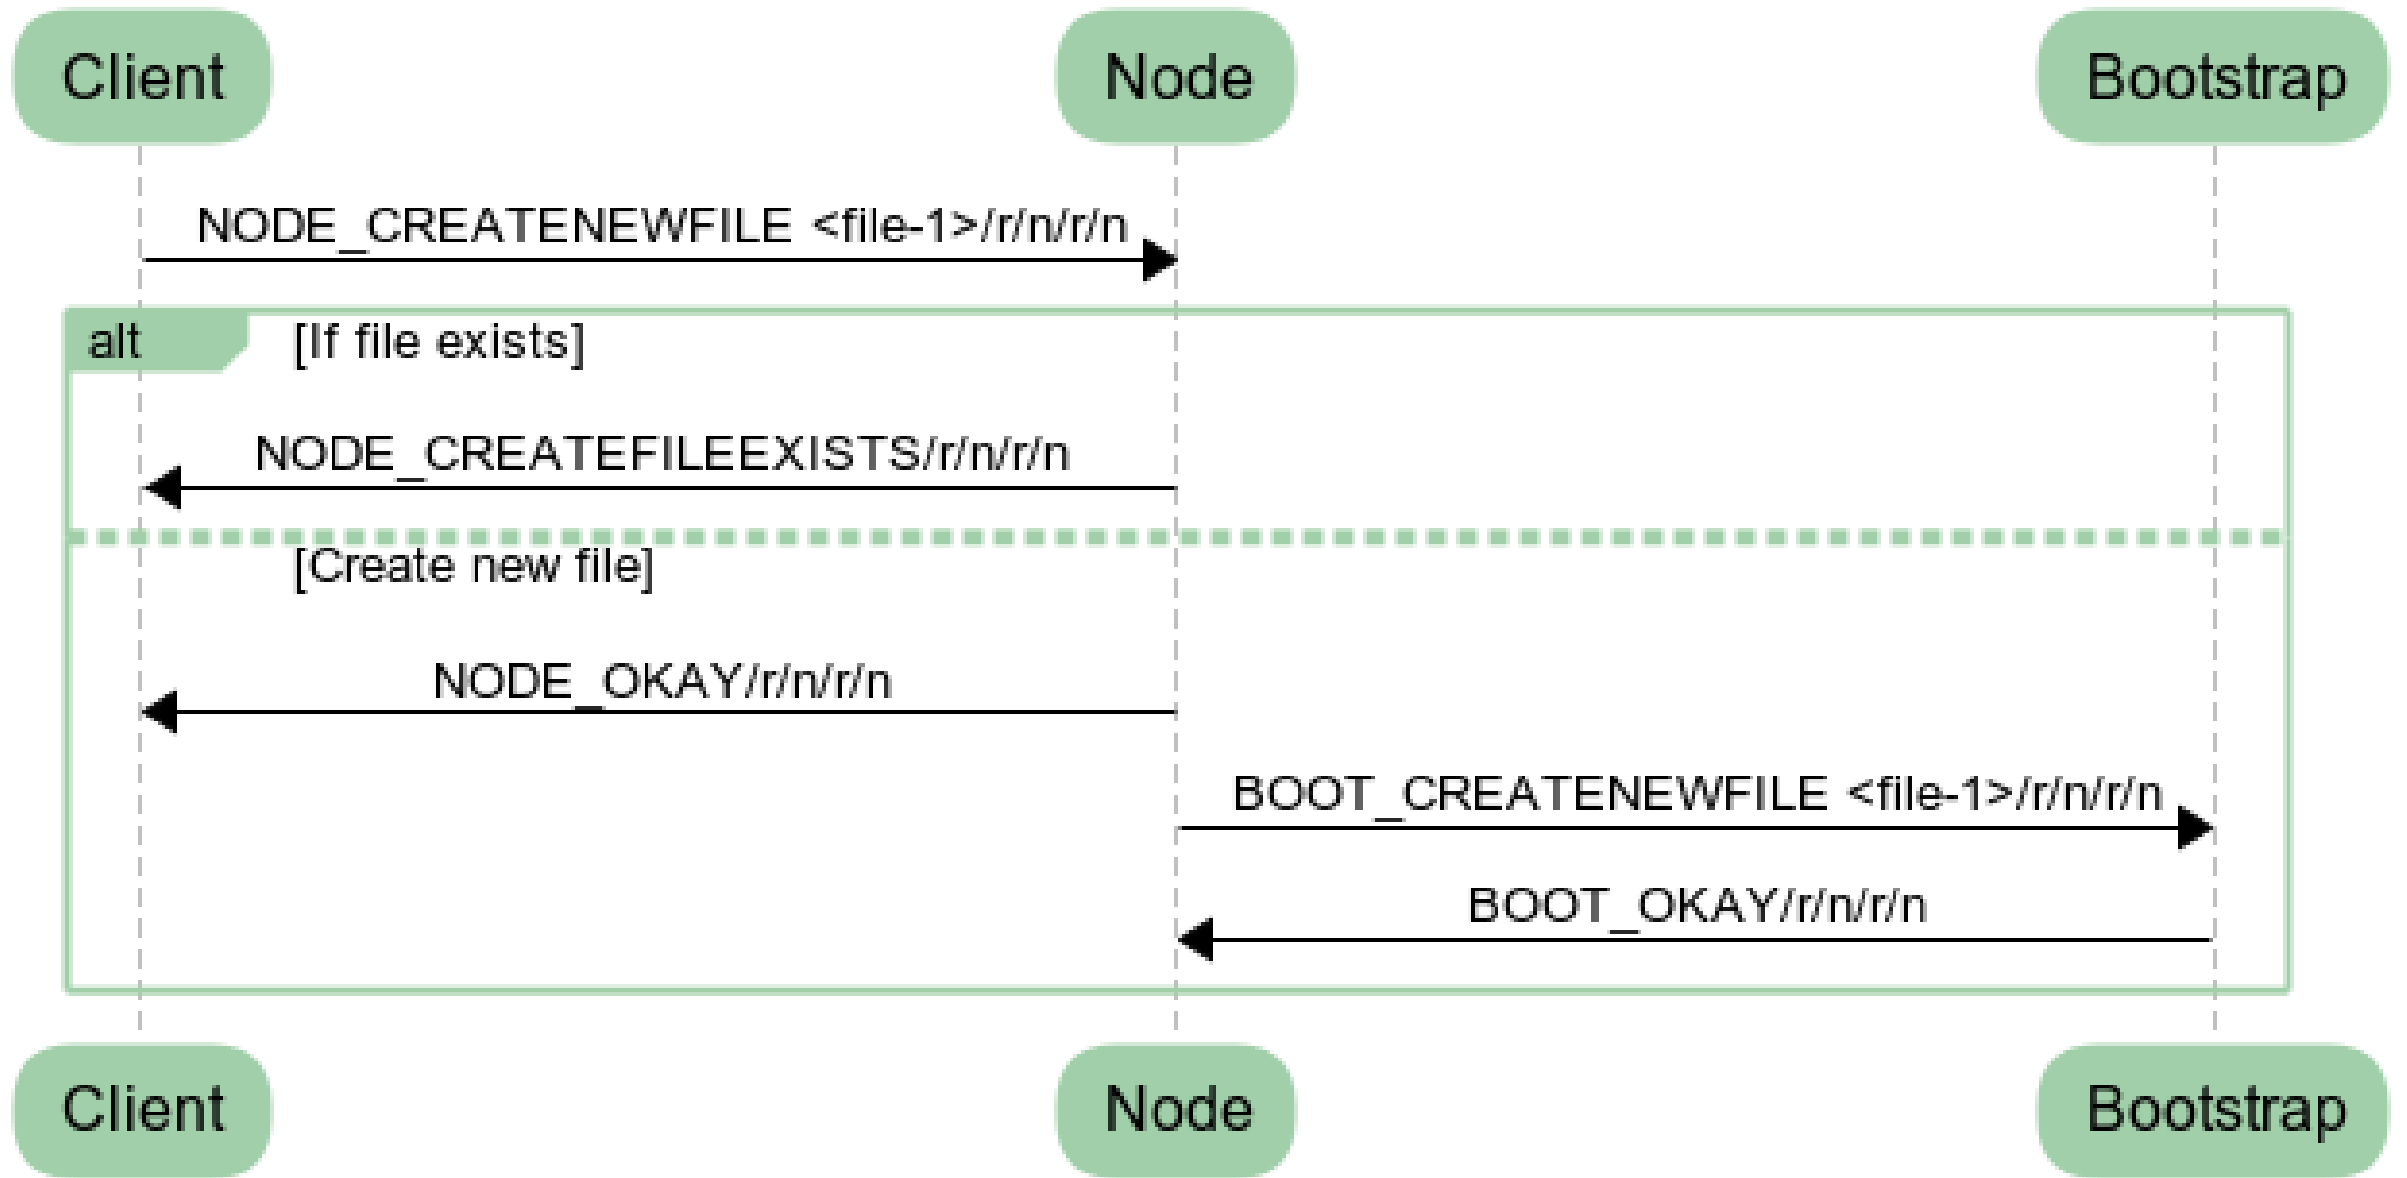 Client
Node
Bootstrap
NODE_CREATENEWFILE <file-1>/r/n/r/n
alt
[If file exists]
NODE_CREATEFILEEXISTS/r/n/r/n
[Create new file]
NODE_OKAY/r/n/r/n
BOOT_CREATENEWFILE <file-1>/r/n/r/n
BOOT_OKAY/r/n/r/n
Client
Node
Bootstrap